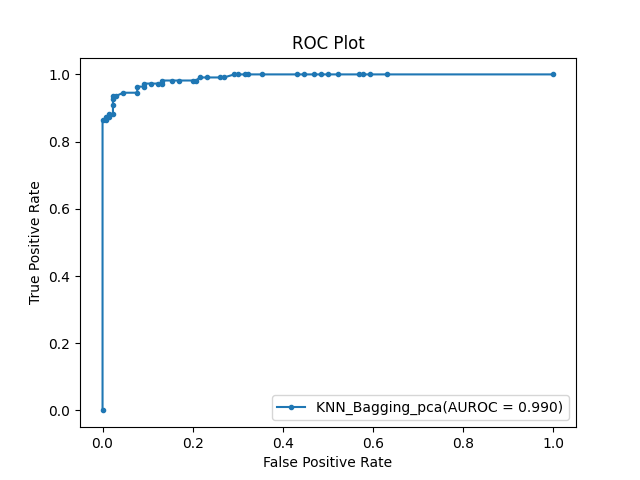 ROC Plot
1.0
0.8
0.6
0.4
0.2
0.0
True Positive Rate
KNN_Bagging_pca(AUROC = 0.990)
0.0 0.2 0.4 0.6 0.8 1.0
False Positive Rate